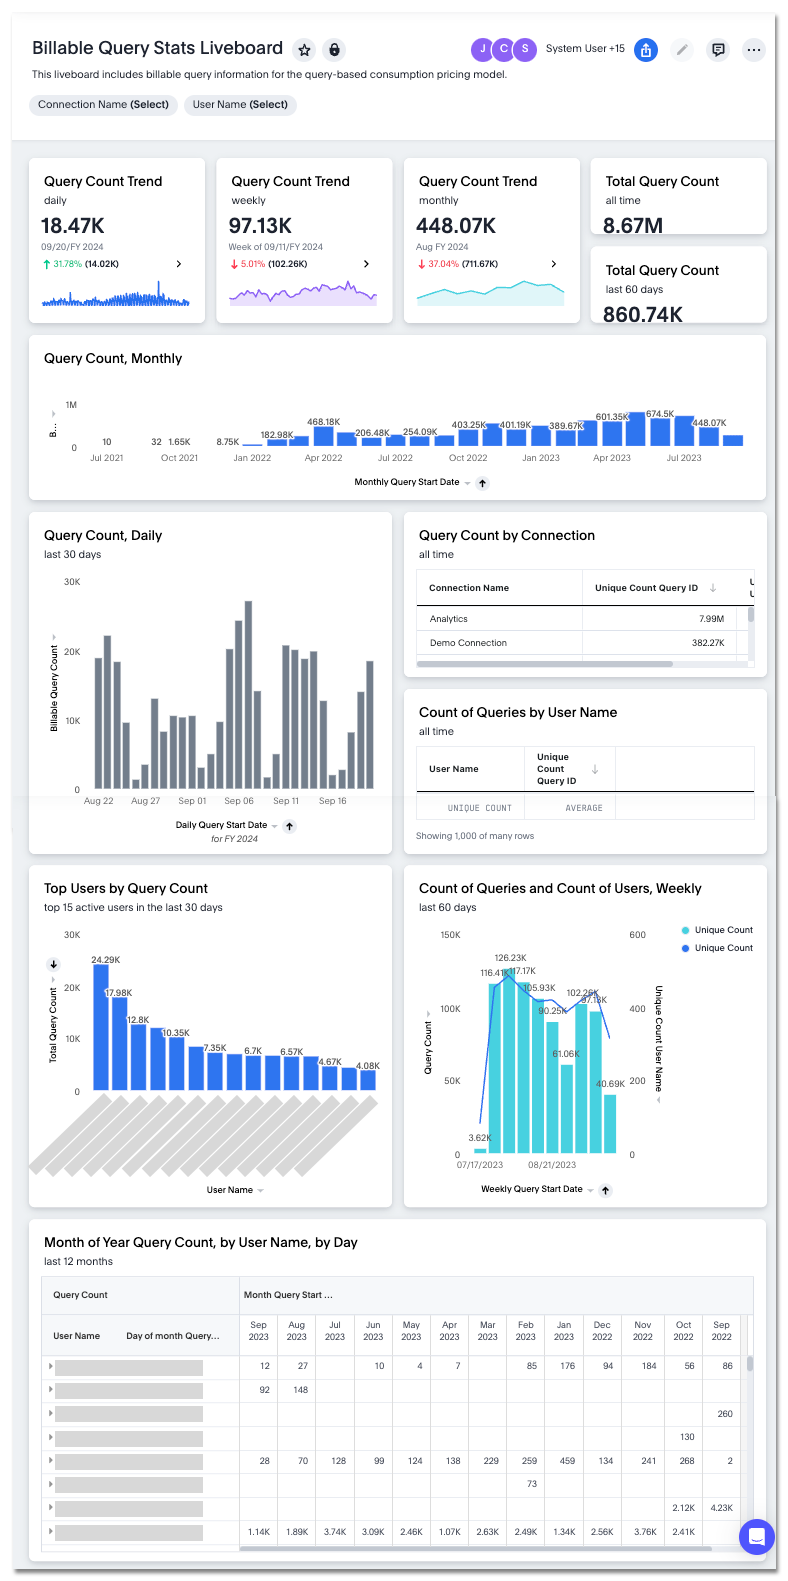 Billable Query Stats Liveboard
J C S System User +15
This liveboard includes billable query information for the query-based consumption pricing model.
Connection Name (Select) User Name (Select)
Query Count Trend
daily
18.47K
09/20/FY 2024
31.78% (14.02K)
Query Count Trend
weekly
97.13K
Week of 09/11/FY 2024
5.01% (102.26K)
Query Count Trend
monthly
448.07K
Aug FY 2024
37.04% (711.67K)
Total Query Count
all time
8.67M
Total Query Count
last 60 days
860.74K
Query Count, Monthly
B...
1M
0
10 32 1.65K 8.75K 182.98K 468.18K 206.48K 254.09K 403.25K 401.19K 389.67K 601.35K 674.5K 448.07K
Jul 2021 Oct 2021 Jan 2022 Apr 2022 Jul 2022 Oct 2022 Jan 2023 Apr 2023 Jul 2023
Monthly Query Start Date
Query Count, Daily
last 30 days
Billable Query Count
30K
20K
10K
0
Aug 22 Aug 27 Sep 01 Sep 06 Sep 11 Sep 16
Daily Query Start Date
for FY 2024
Query Count by Connection
all time
Connection Name Unique Count Query ID U
U
Analytics 7.99M
Demo Connection 382.27K
Count of Queries by User Name
all time
User Name Unique
Count
Query ID
UNIQUE COUNT AVERAGE
Showing 1,000 of many rows
Top Users by Query Count
top 15 active users in the last 30 days
Total Query Count
30K
20K
10K
0
24.29K 17.98K 12.8K 10.35K 7.35K 6.7K 6.57K 4.67K 4.08K
User Name
Count of Queries and Count of Users, Weekly
last 60 days
Unique Count
Unique Count
Query Count
150K
100K
50K
0
3.62K 116.41K 126.23K 117.17K 105.93K 90.25K 61.06K 102.26K 97.13K 40.69K
600
400
200
0
Unique Count User Name
07/17/2023 08/21/2023
Weekly Query Start Date
Month of Year Query Count, by User Name, by Day
last 12 months
Query Count Month Query Start ...
User Name Day of month Query... Sep Aug Jul Jun May Apr Mar Feb Jan Dec Nov Oct Sep
2023 2023 2023 2023 2023 2023 2023 2023 2023 2022 2022 2022 2022
12 27 10 4 7 85 176 94 184 56 86
92 148
260
130
28 70 128 99 124 138 229 259 459 134 241 268 2
73
2.12K 4.23K
1.14K 1.89K 3.74K 3.09K 2.46K 1.07K 2.63K 2.49K 1.34K 2.56K 3.76K 2.41K